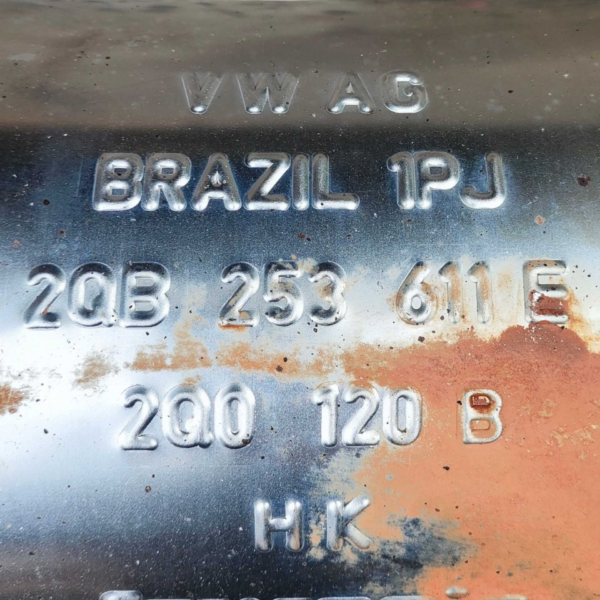 VW AG
BRAZIL 1PJ
2QB 253 611 E
2Q0 120 B
HK